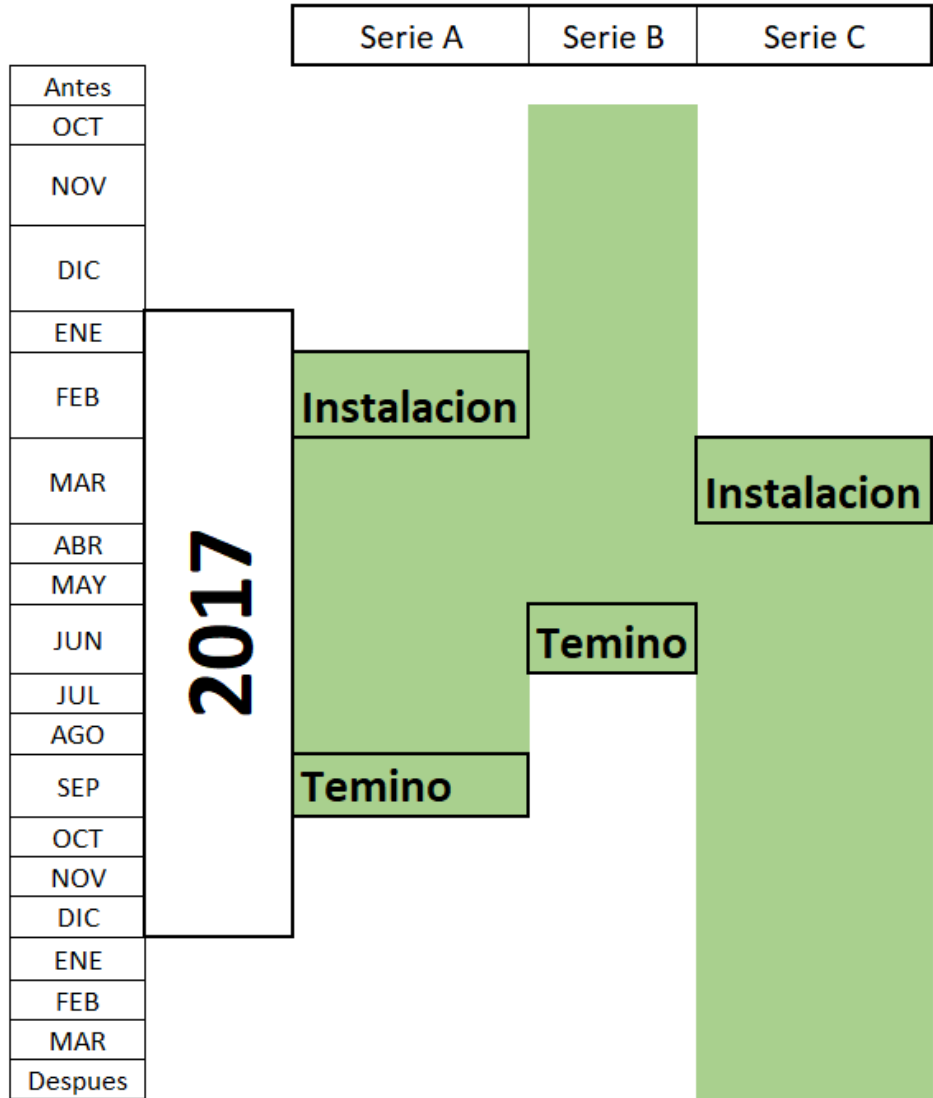 Serie A Serie B Serie C
Antes
OCT
NOV
DIC
ENE
FEB Instalacion
MAR Instalacion
ABR
MAY
2017
JUN Temino
JUL
AGO
SEP Temino
OCT
NOV
DIC
ENE
FEB
MAR
Despues